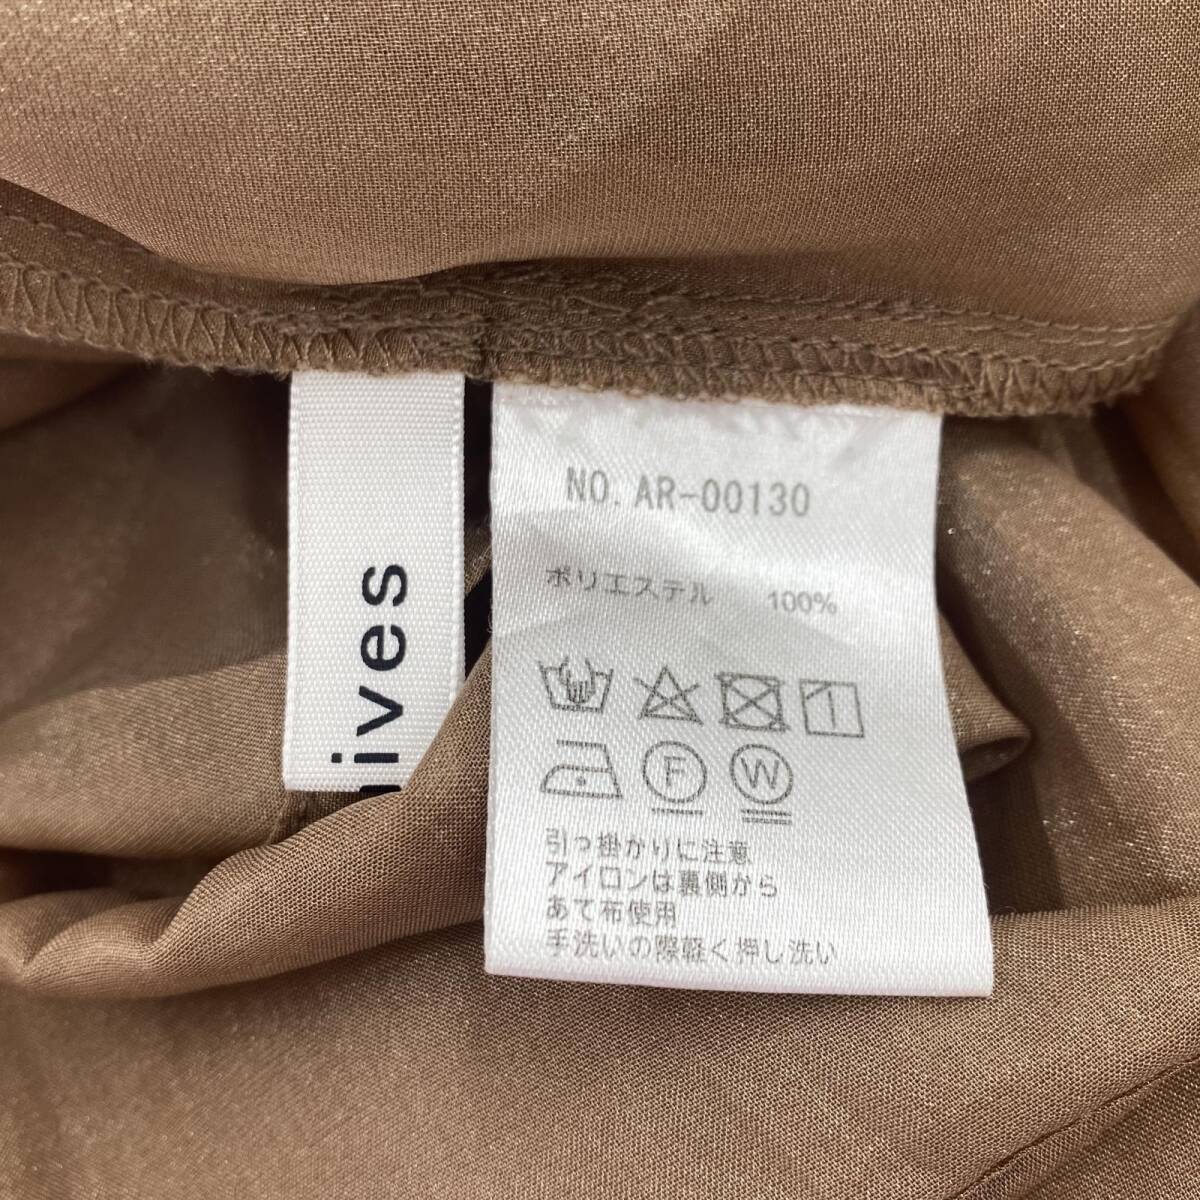 ives
NO. AR-00130
ポリエステル 100%
F W
引っ掛かりに注意
アイロンは裏側から
あて布使用
手洗いの際軽く押し洗い